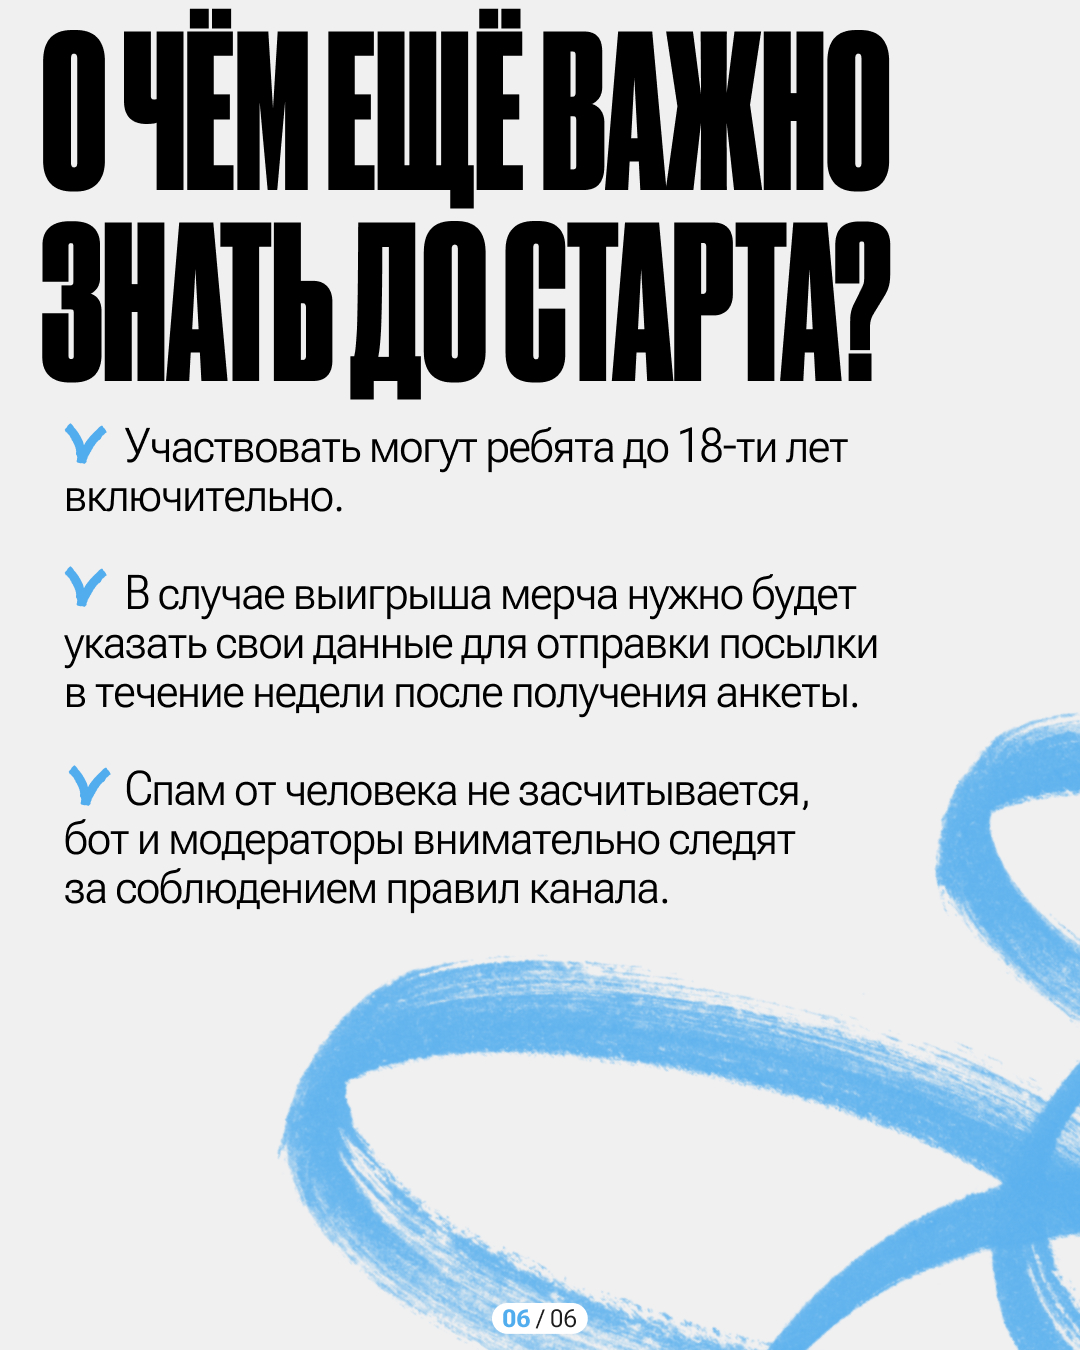 О ЧЁМ ЕЩЁ ВАЖНО
ЗНАТЬ ДО СТАРТА?
Участвовать могут ребята до 18-ти лет
включительно.
В случае выигрыша мерча нужно будет
указать свои данные для отправки посылки
в течение недели после получения анкеты.
Спам от человека не засчитывается,
бот и модераторы внимательно следят
за соблюдением правил канала.
06 / 06